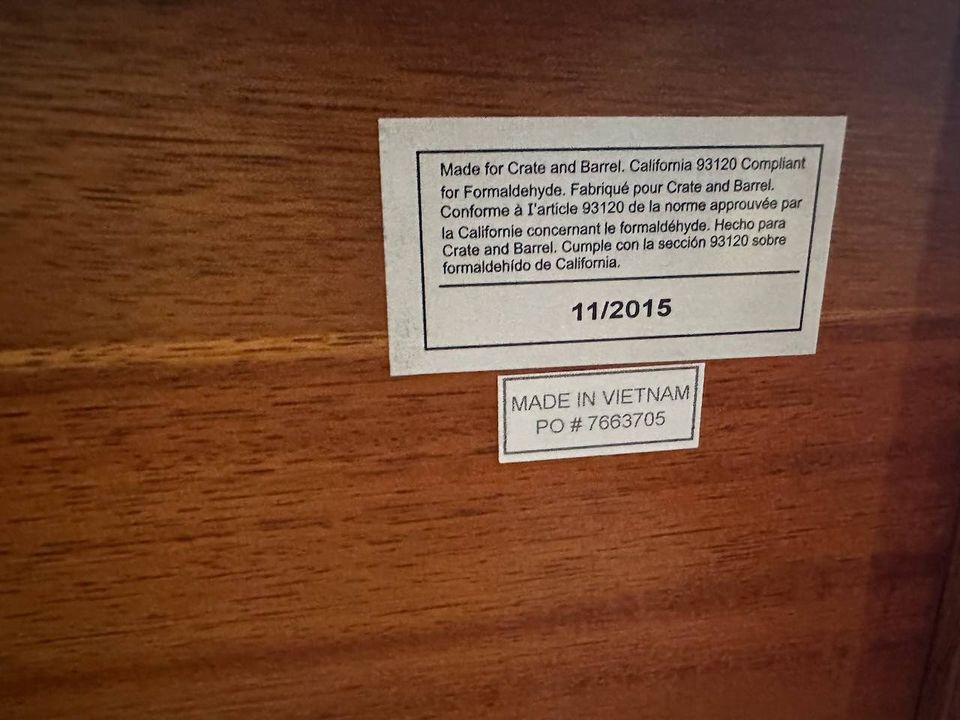 Made for Crate and Barrel. California 93120 Compliant
for Formaldehyde. Fabriqué pour Crate and Barrel.
Conforme à I'article 93120 de la norme approuvée par
la Californie concernant le formaldéhyde. Hecho para
Crate and Barrel. Cumple con la sección 93120 sobre
formaldehído de California.
11/2015
MADE IN VIETNAM
PO # 7663705